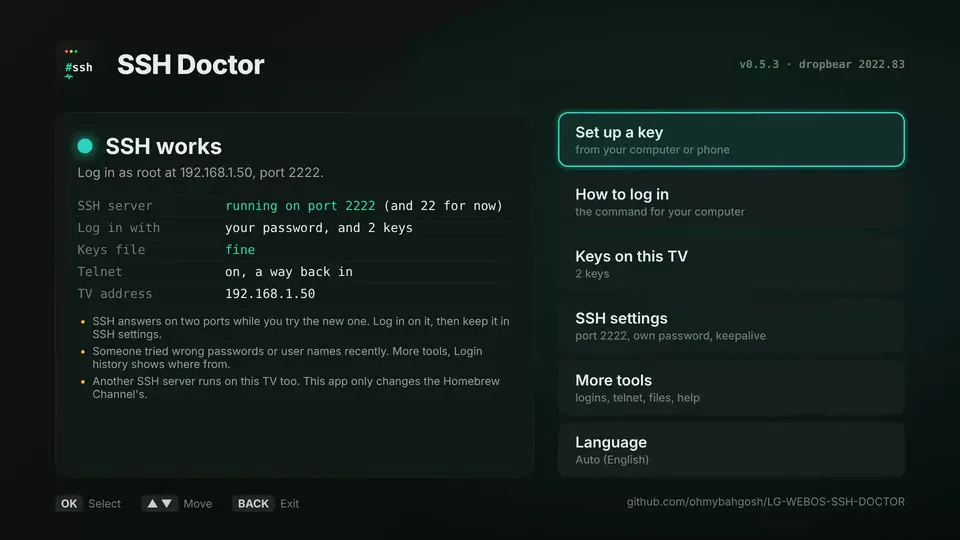 #ssh
SSH Doctor
v0.5.3 · dropbear 2022.83
SSH works
Log in as root at 192.168.1.50, port 2222.
SSH server running on port 2222 (and 22 for now)
Log in with your password, and 2 keys
Keys file fine
Telnet on, a way back in
TV address 192.168.1.50
• SSH answers on two ports while you try the new one. Log in on it, then keep it in
SSH settings.
• Someone tried wrong passwords or user names recently. More tools, Login
history shows where from.
• Another SSH server runs on this TV too. This app only changes the Homebrew
Channel's.
Set up a key
from your computer or phone
How to log in
the command for your computer
Keys on this TV
2 keys
SSH settings
port 2222, own password, keepalive
More tools
logins, telnet, files, help
Language
Auto (English)
OK Select ▲▼ Move BACK Exit
github.com/ohmybahgosh/LG-WEBOS-SSH-DOCTOR